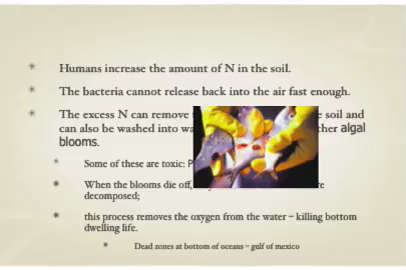 Humans increase the amount of N in the soil.
The bacteria cannot release back into the air fast enough.
The excess N can remove soil and
can also be washed into algal
blooms.
Some of these are toxic:
When the blooms die off,
decomposed;
this process removes the oxygen from the water – killing bottom
dwelling life.
Dead zones at bottom of oceans – gulf of mexico